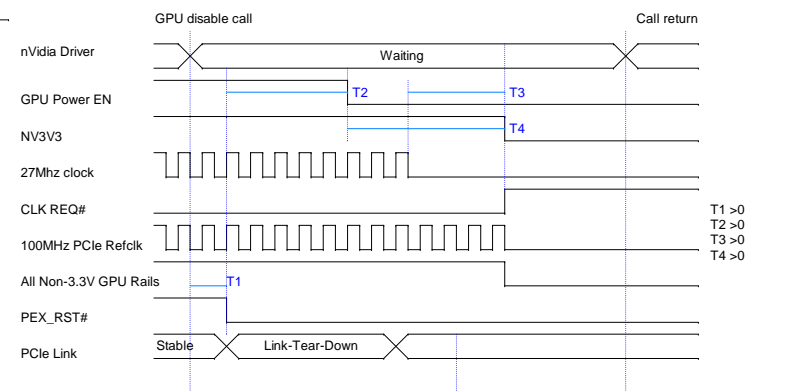 GPU disable call
Call return
nVidia Driver
Waiting
GPU Power EN
T2
T3
NV3V3
T4
27Mhz clock
CLK REQ#
T1 >0
T2 >0
T3 >0
T4 >0
100MHz PCIe Refclk
All Non-3.3V GPU Rails
T1
PEX_RST#
PCIe Link
Stable
Link-Tear-Down